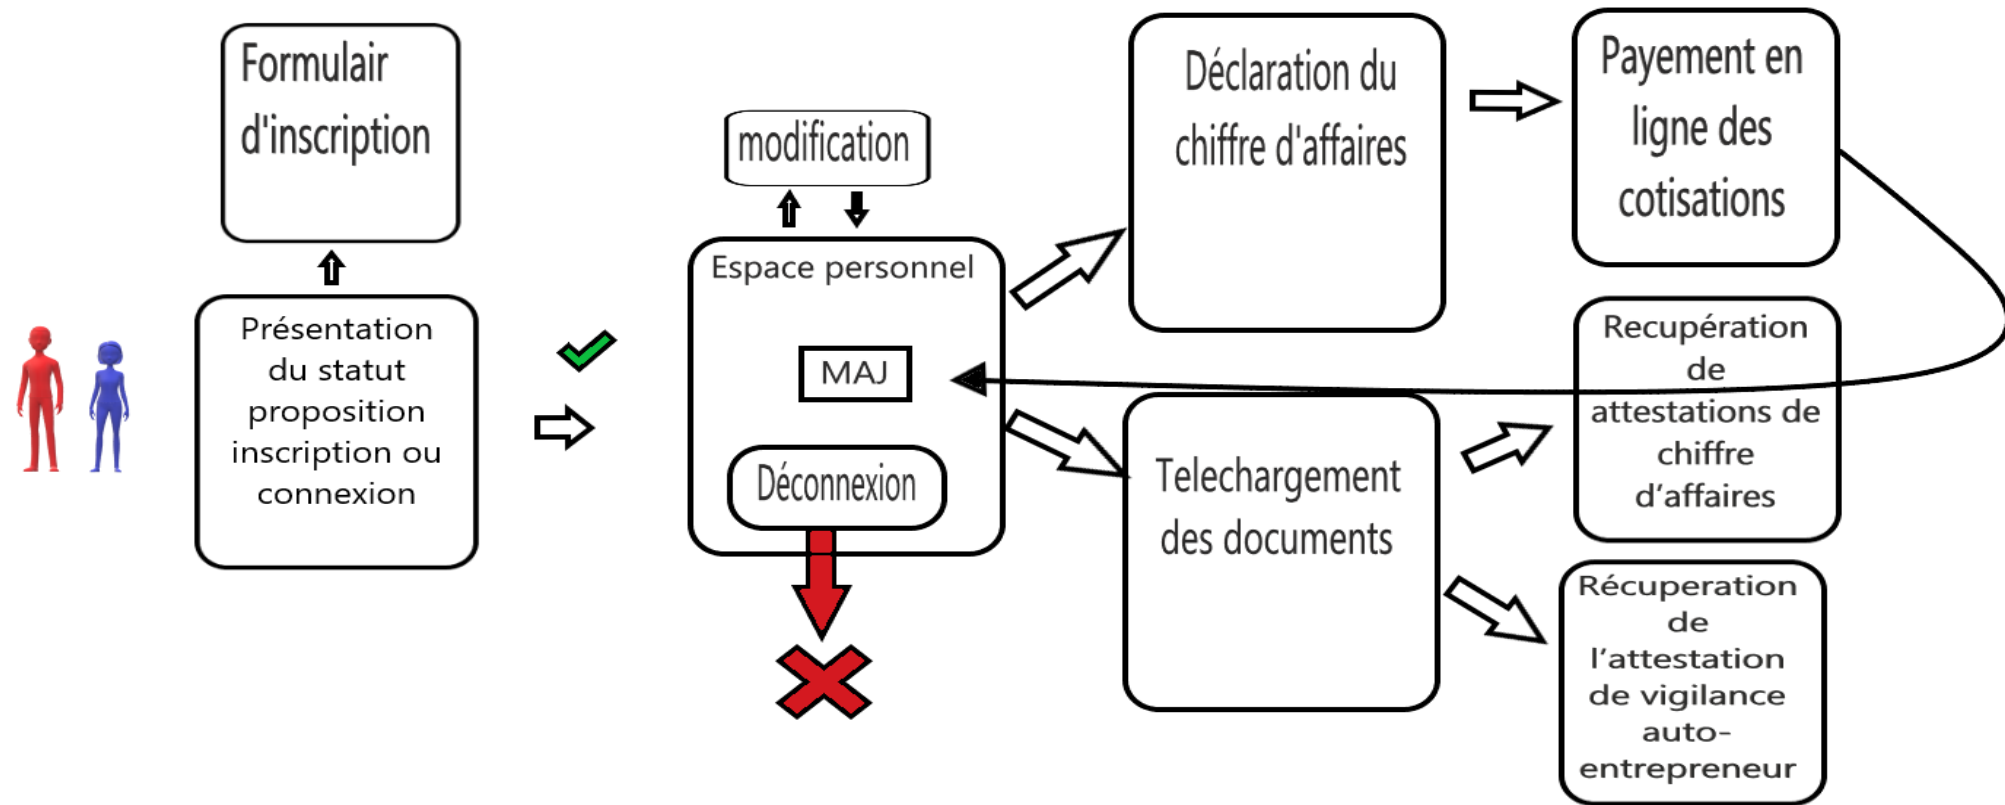 Formulair
d'inscription
Présentation
du statut
proposition
inscription ou
connexion
modification
Espace personnel
MAJ
Déconnexion
Déclaration du
chiffre d'affaires
Payement en
ligne des
cotisations
Telechargement
des documents
Recupération
de
attestations de
chiffre
d’affaires
Récuperation
de
l’attestation
de vigilance
auto-
entrepreneur